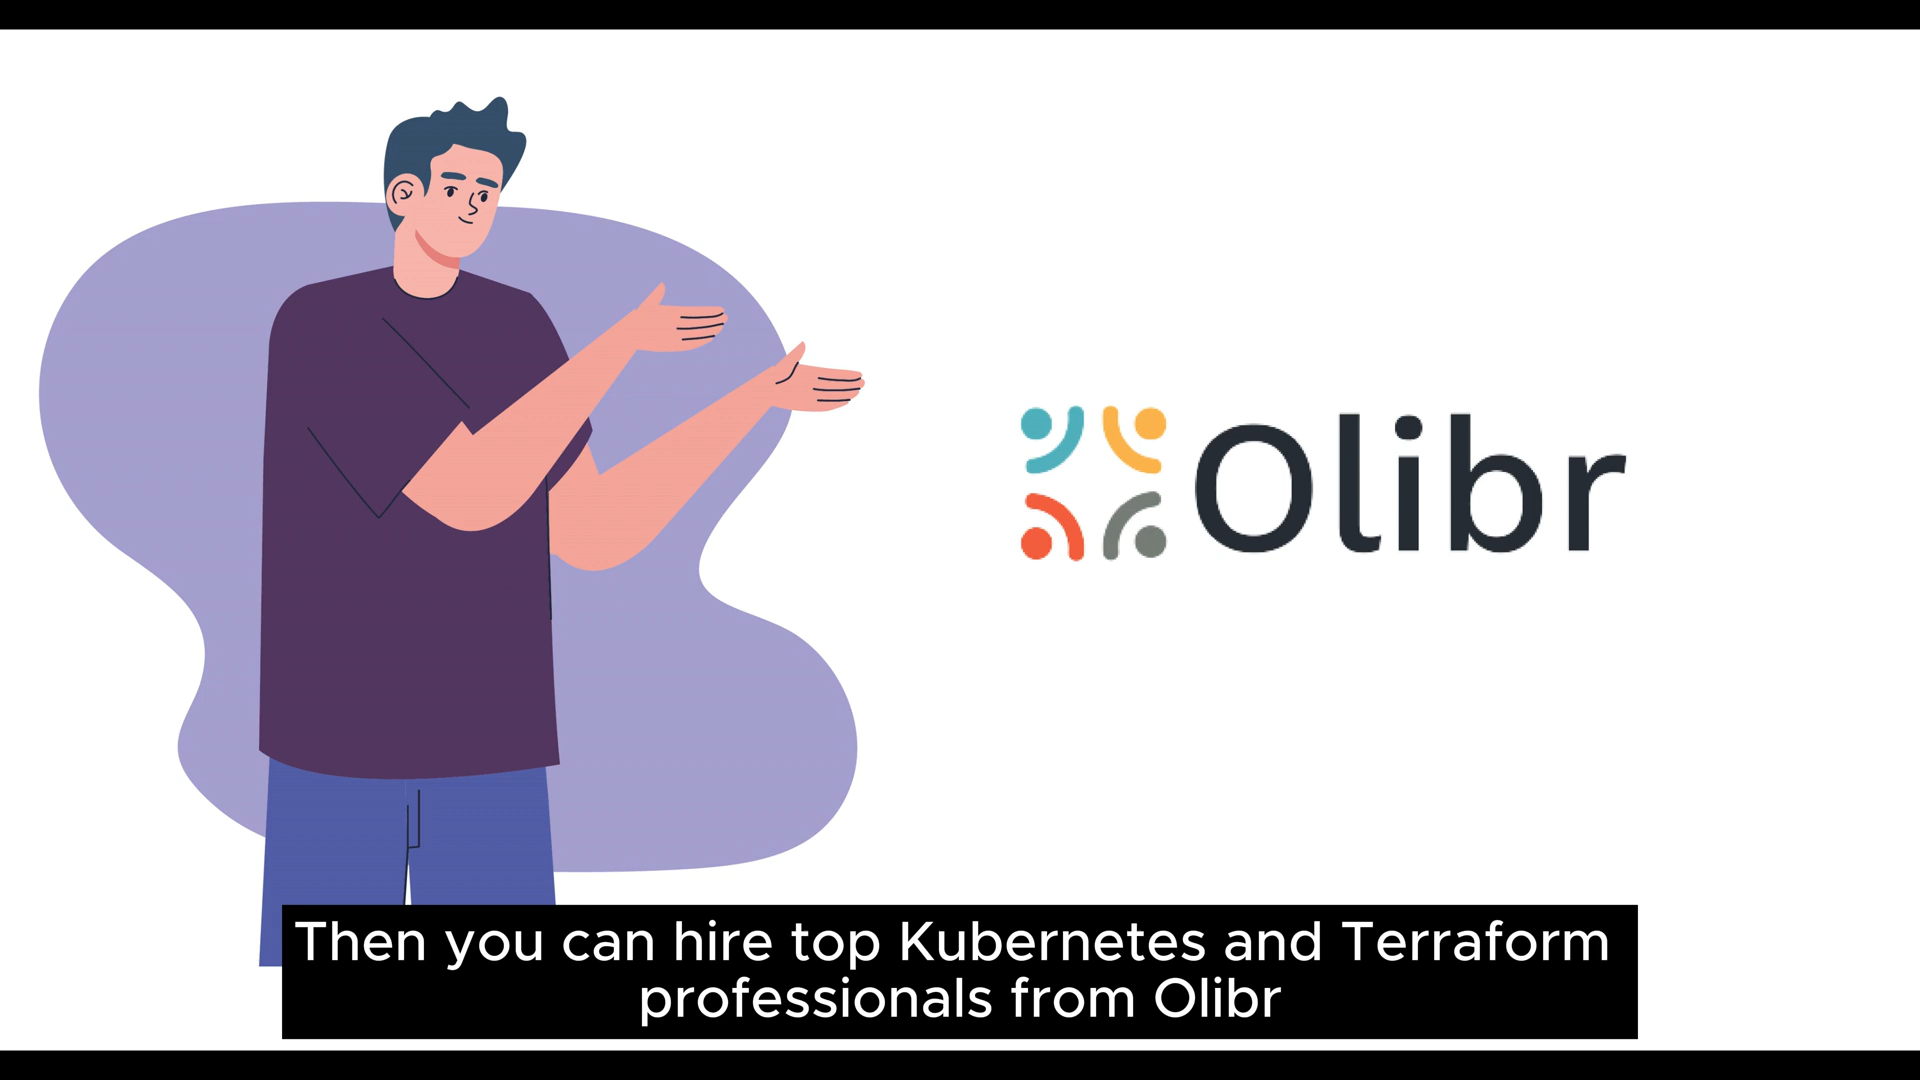 Olibr
Then you can hire top Kubernetes and Terraform
professionals from Olibr